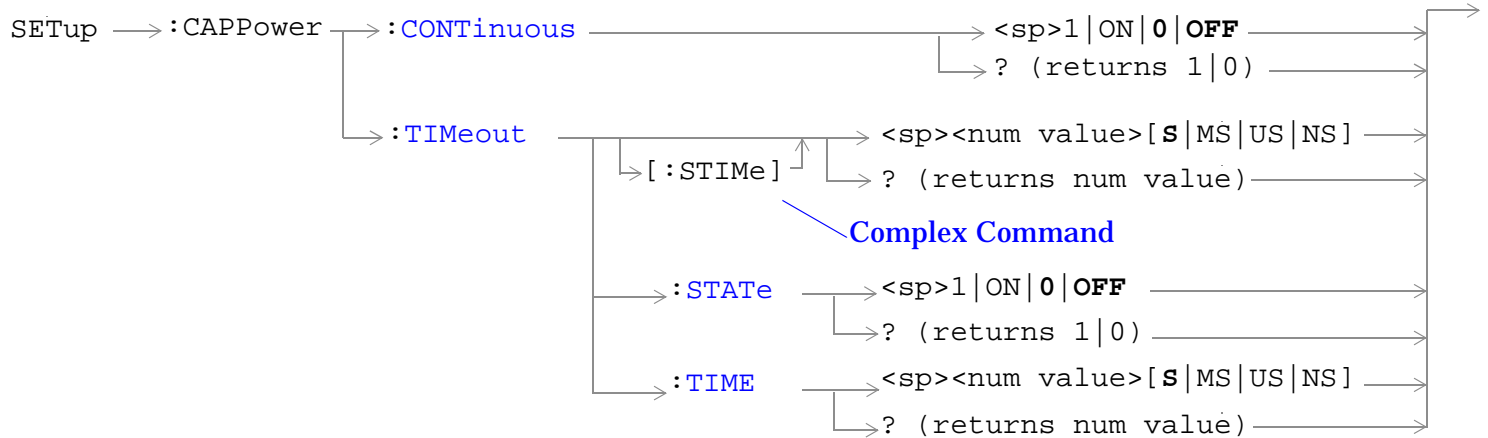 SETup :CAPPower :CONTinuous <sp>1|ON|0|OFF
? (returns 1|0)
:TIMeout <sp><num value>[S|MS|US|NS]
[:STIMe] ? (returns num value)
Complex Command
:STATe <sp>1|ON|0|OFF
? (returns 1|0)
:TIME <sp><num value>[S|MS|US|NS]
? (returns num value)